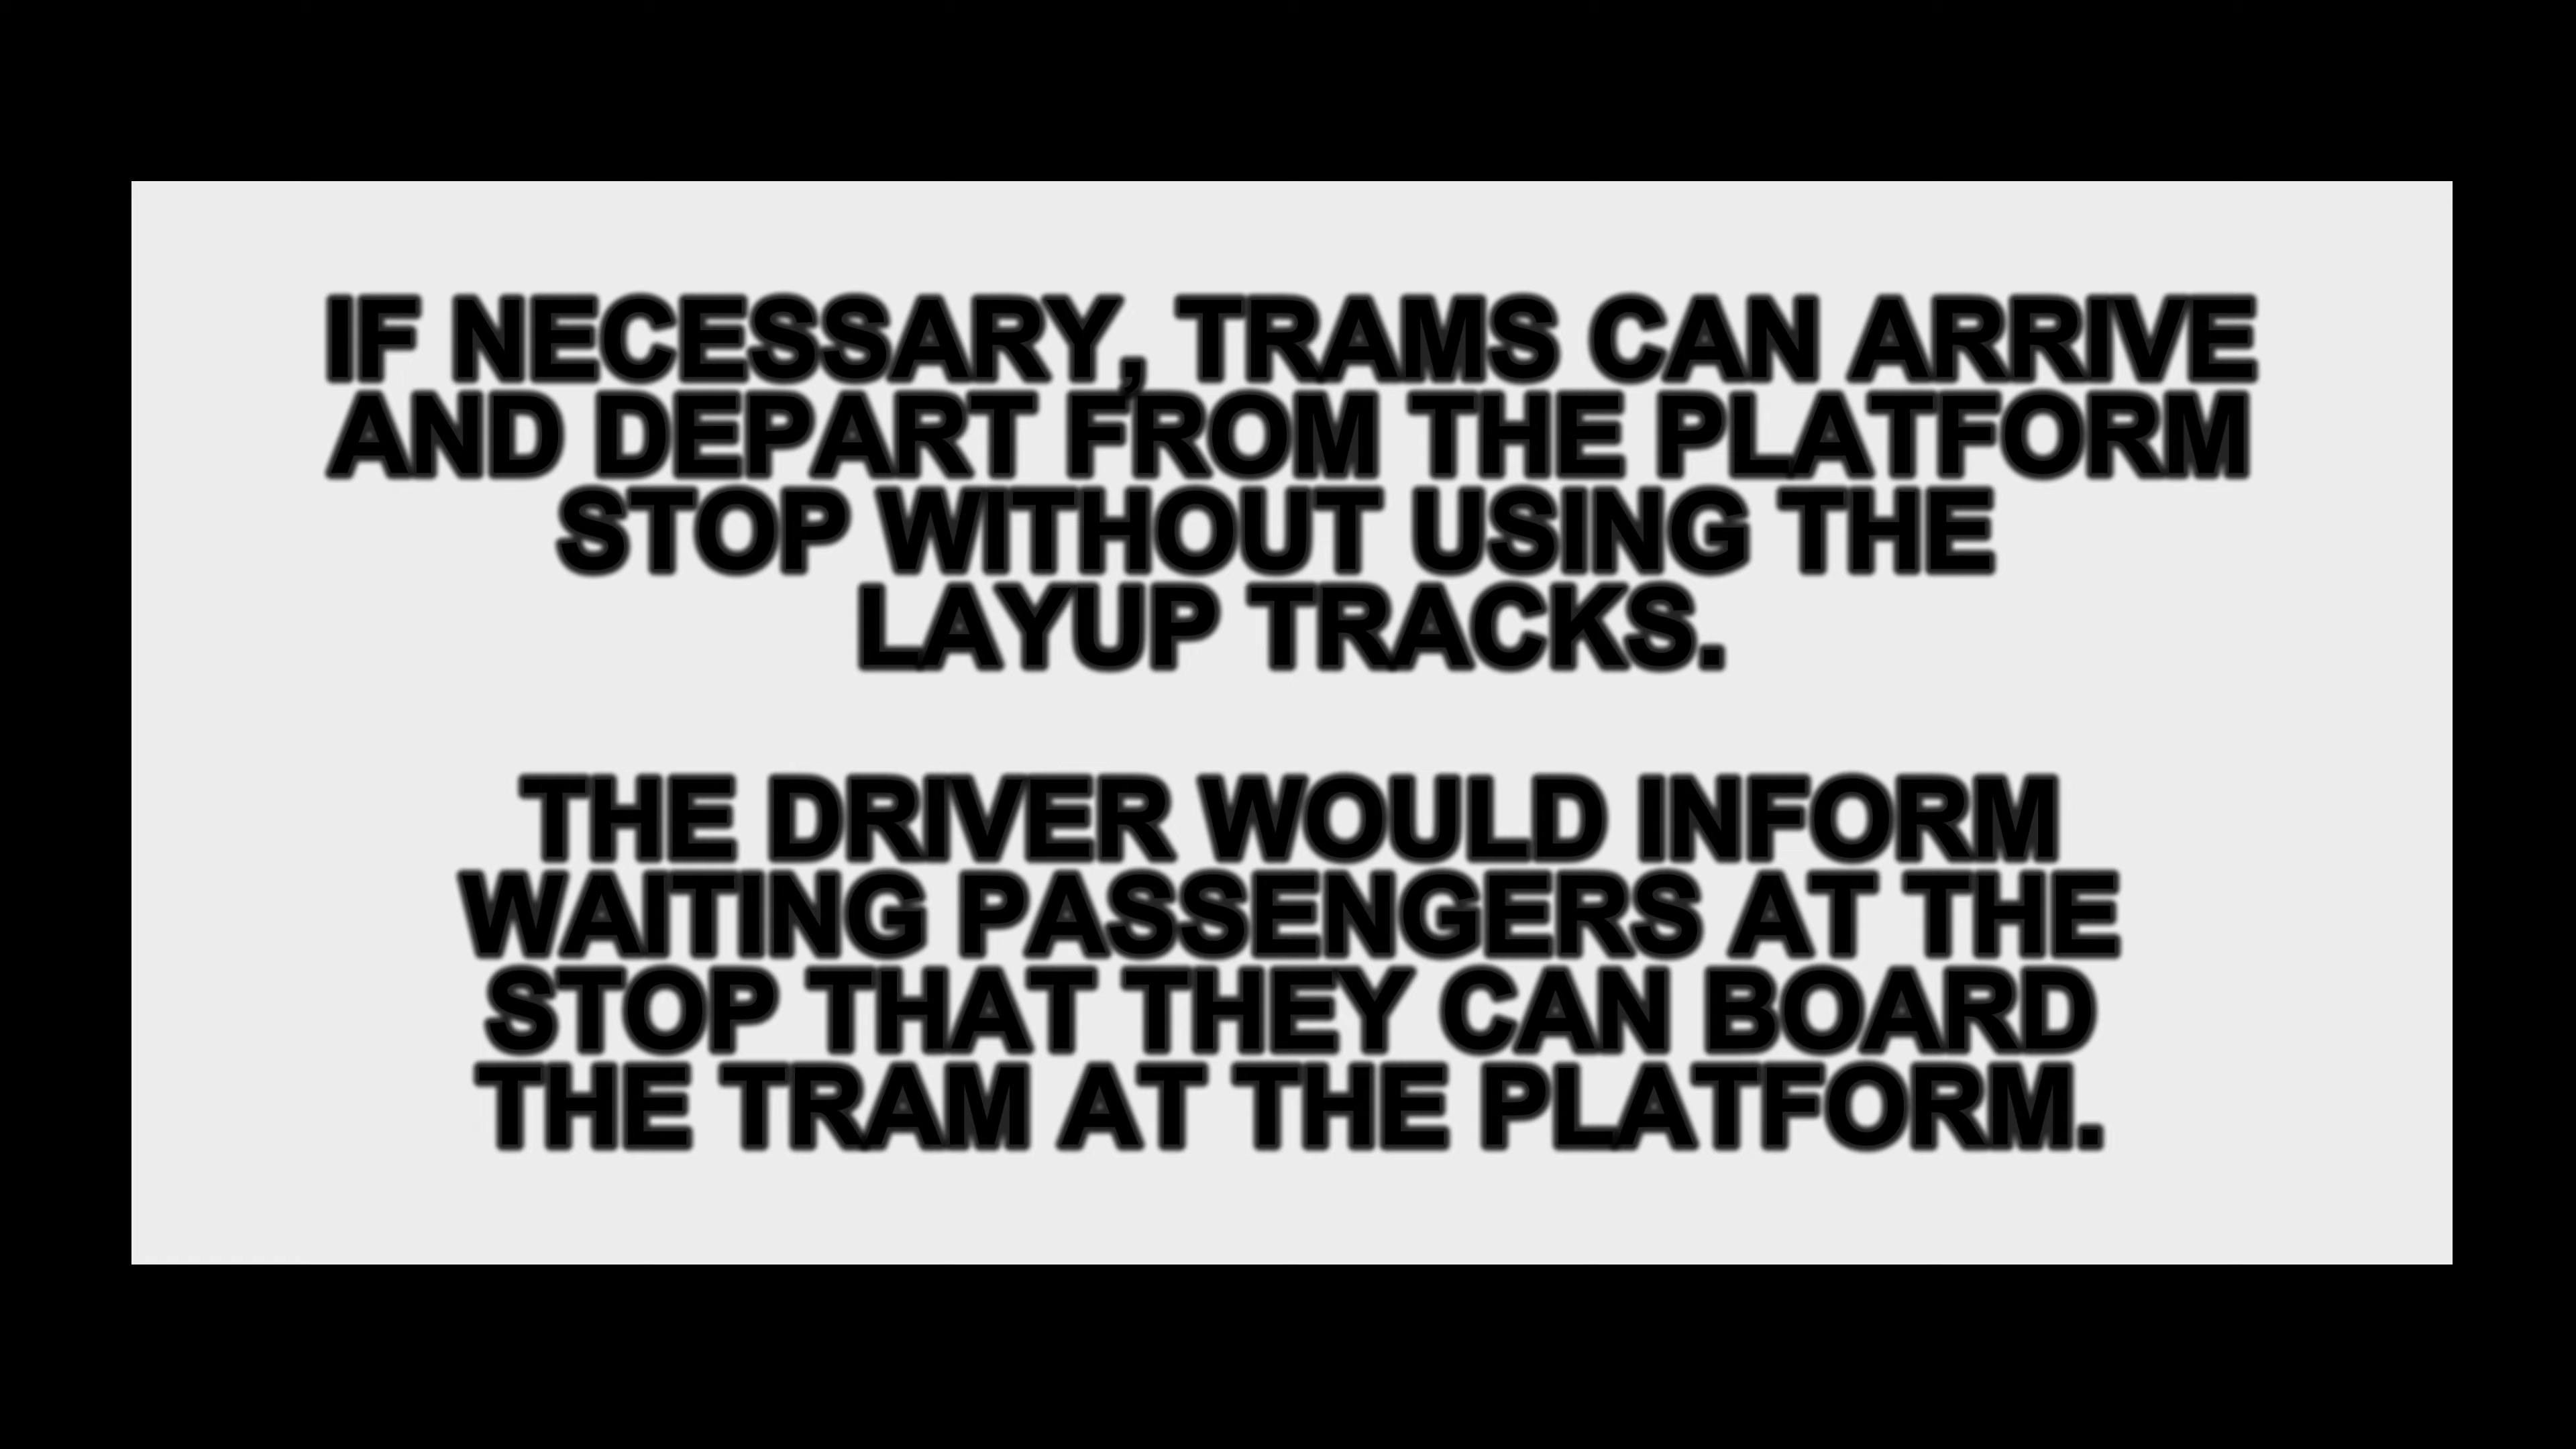 IF NECESSARY, TRAMS CAN ARRIVE
AND DEPART FROM THE PLATFORM
STOP WITHOUT USING THE
LAYUP TRACKS.
THE DRIVER WOULD INFORM
WAITING PASSENGERS AT THE
STOP THAT THEY CAN BOARD
THE TRAM AT THE PLATFORM.